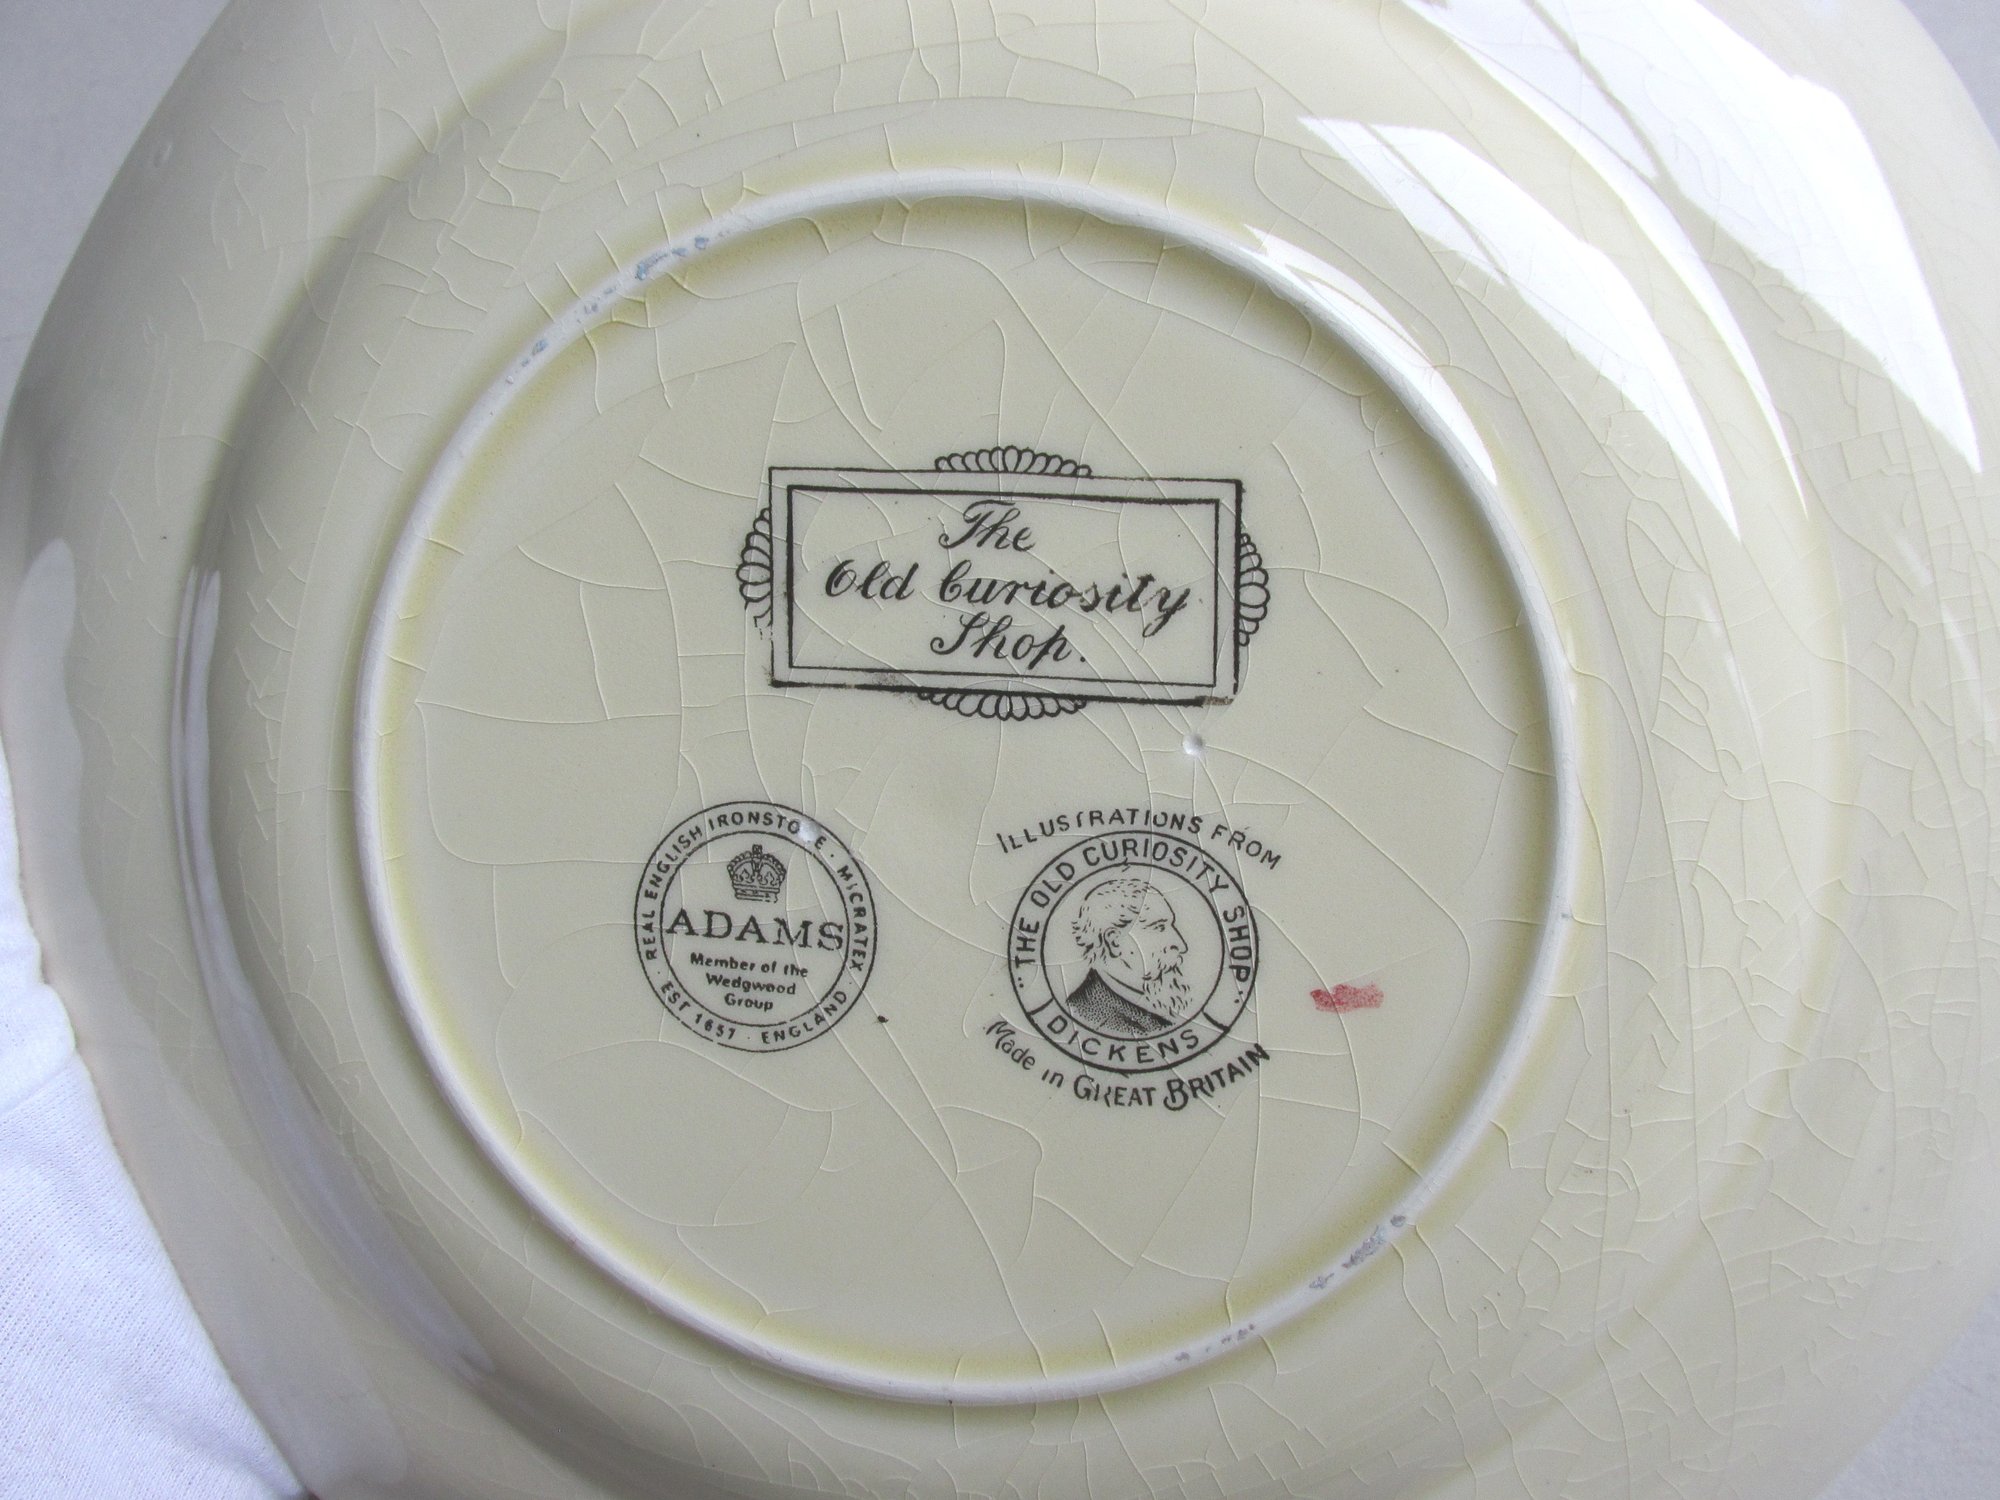 The
Old Curiosity
Shop.
REAL ENGLISH IRONSTONE · MICRATEX
ADAMS
Member of the
Wedgwood
Group
· EST 1657 · ENGLAND ·
ILLUSTRATIONS FROM
"THE OLD CURIOSITY SHOP"
DICKENS
Made in GREAT BRITAIN